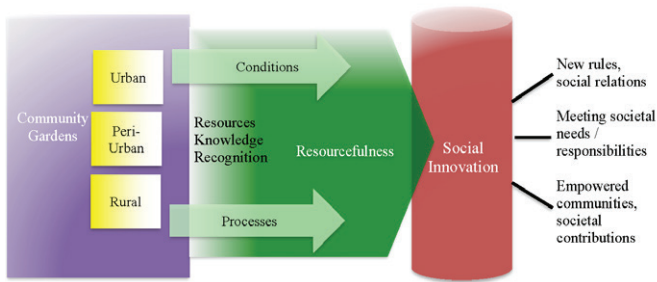 Community
Gardens
Urban
Peri-
Urban
Rural
Conditions
Resources
Knowledge
Recognition
Resourcefulness
Processes
Social
Innovation
New rules,
social relations
Meeting societal
needs /
responsibilities
Empowered
communities,
societal
contributions